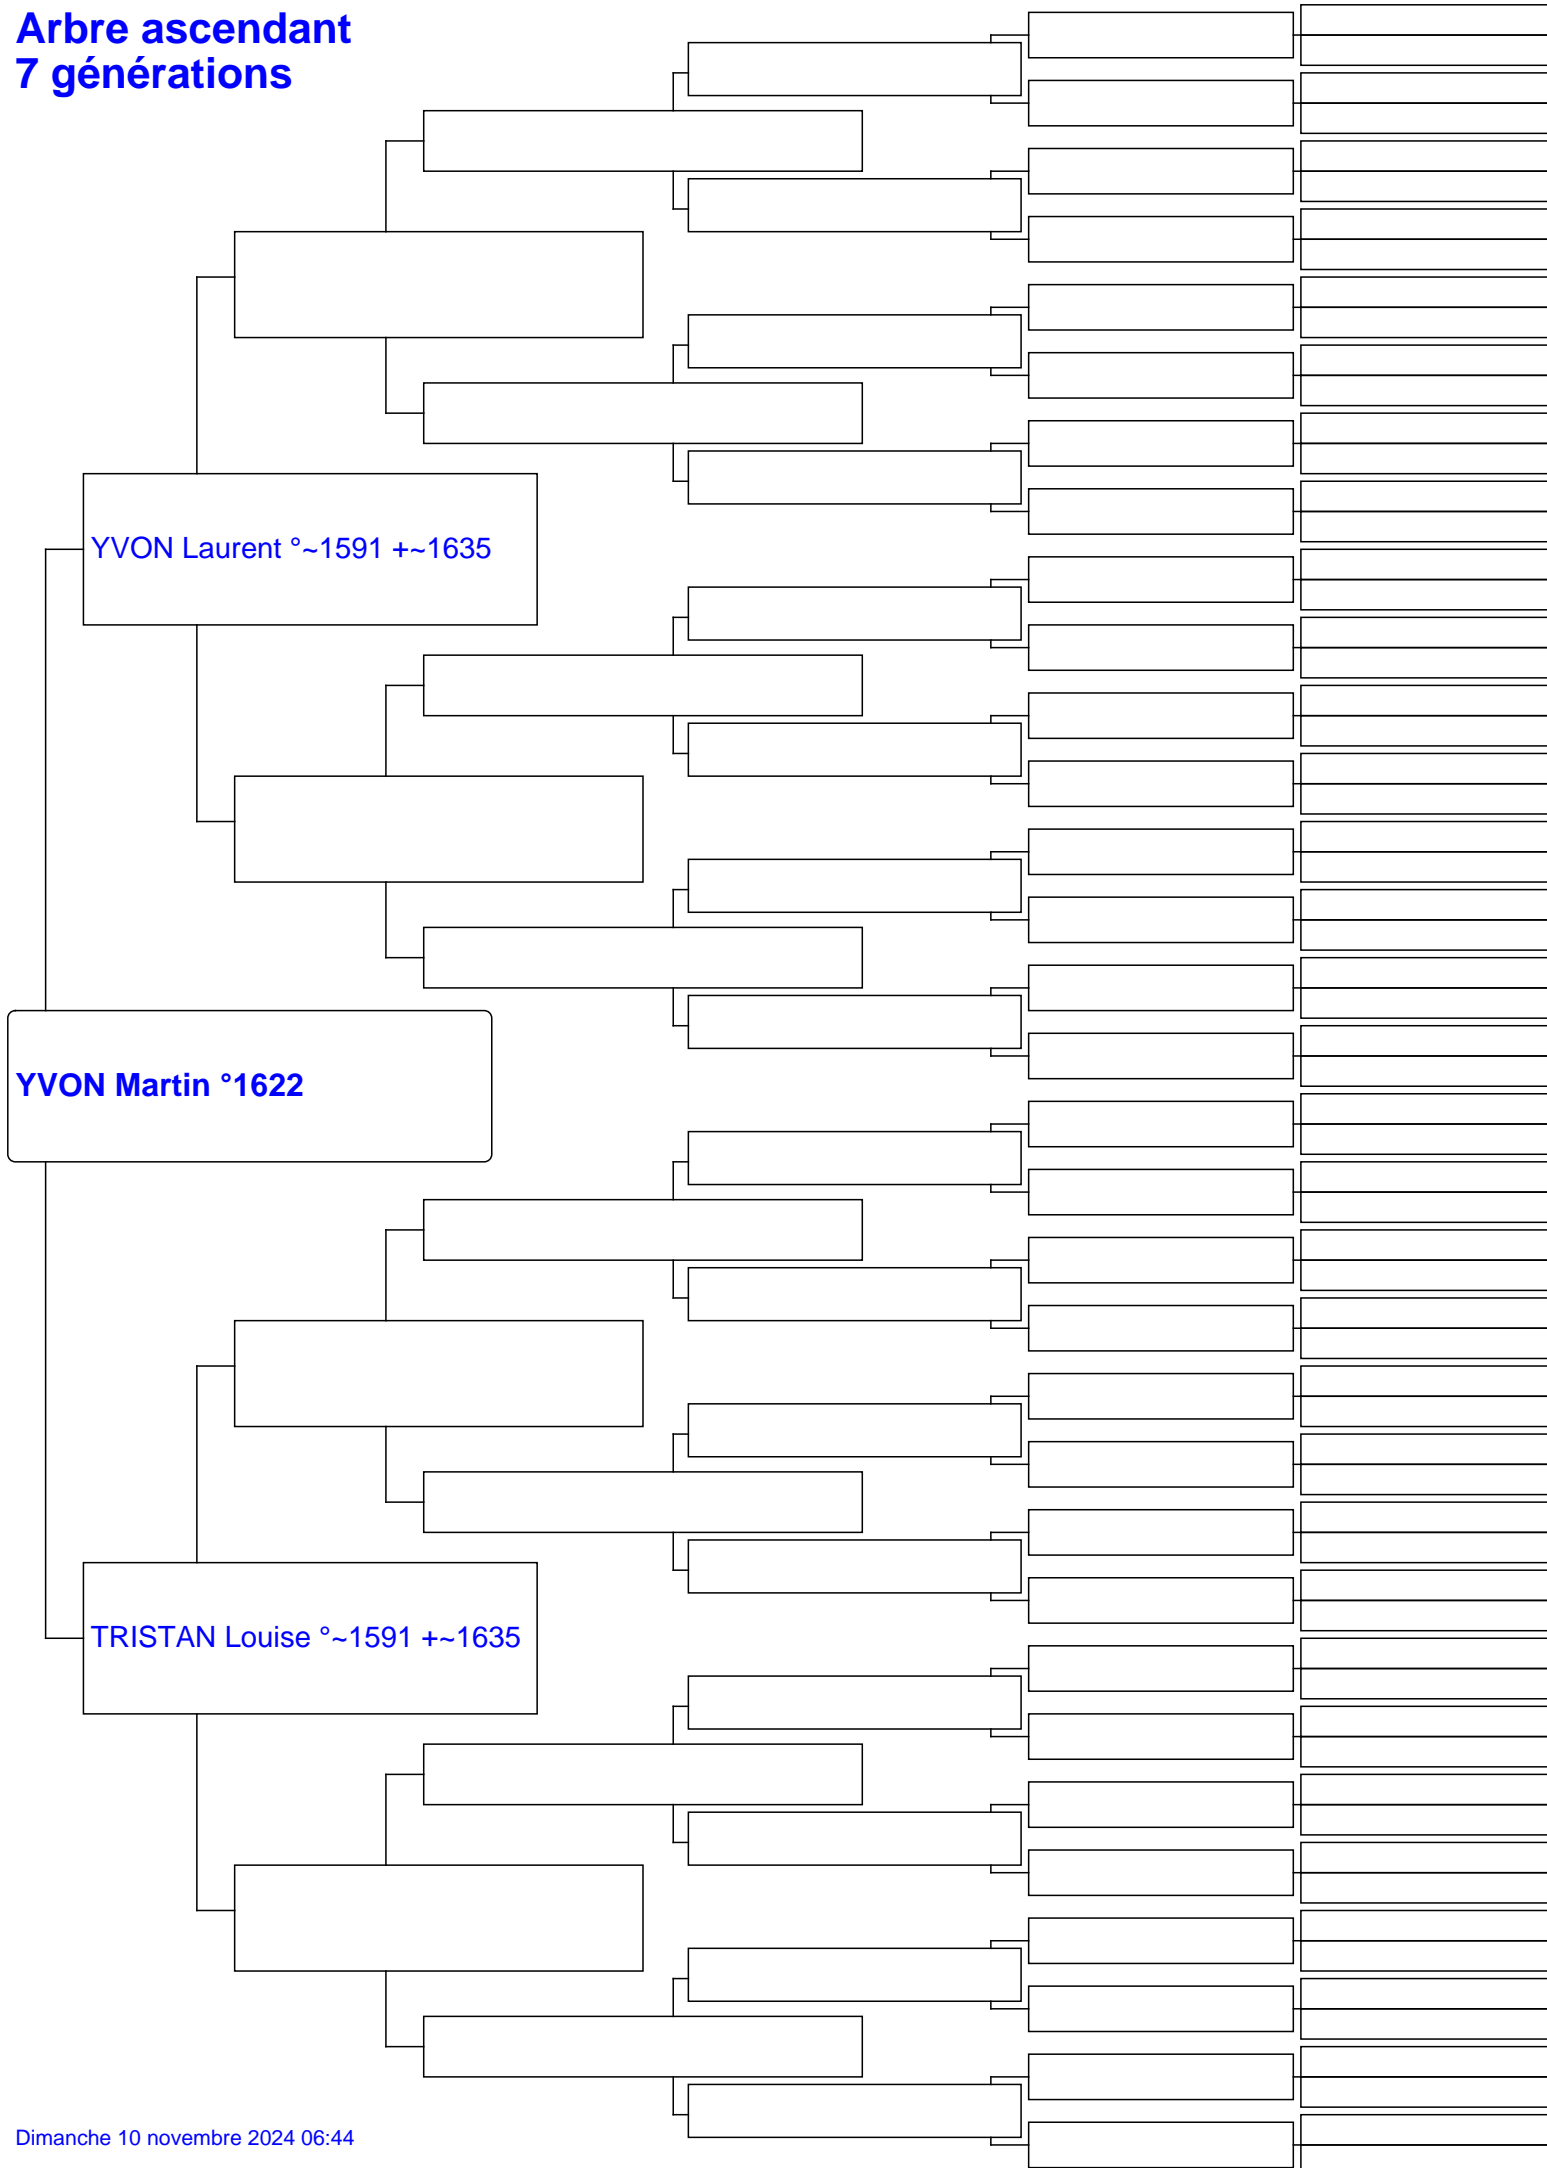 Arbre ascendant
7 générations
YVON Laurent °~1591 +~1635
YVON Martin °1622
TRISTAN Louise °~1591 +~1635
Dimanche 10 novembre 2024 06:44